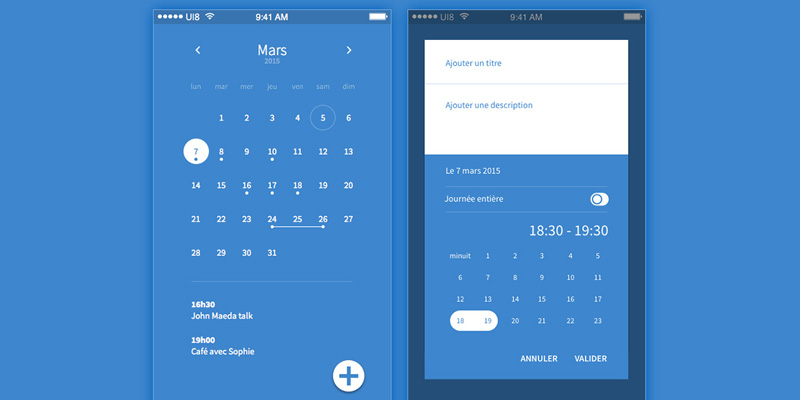 UI8 9:41 AM
Mars
2015
lun mar mer jeu ven sam dim
1 2 3 4 5 6
7 8 9 10 11 12 13
14 15 16 17 18 19 20
21 22 23 24 25 26 27
28 29 30 31
16h30
John Maeda talk
19h00
Café avec Sophie
UI8 9:41 AM
Ajouter un titre
Ajouter une description
Le 7 mars 2015
Journée entière
18:30 - 19:30
minuit 1 2 3 4 5
6 7 8 9 10 11
12 13 14 15 16 17
18 19 20 21 22 23
ANNULER VALIDER